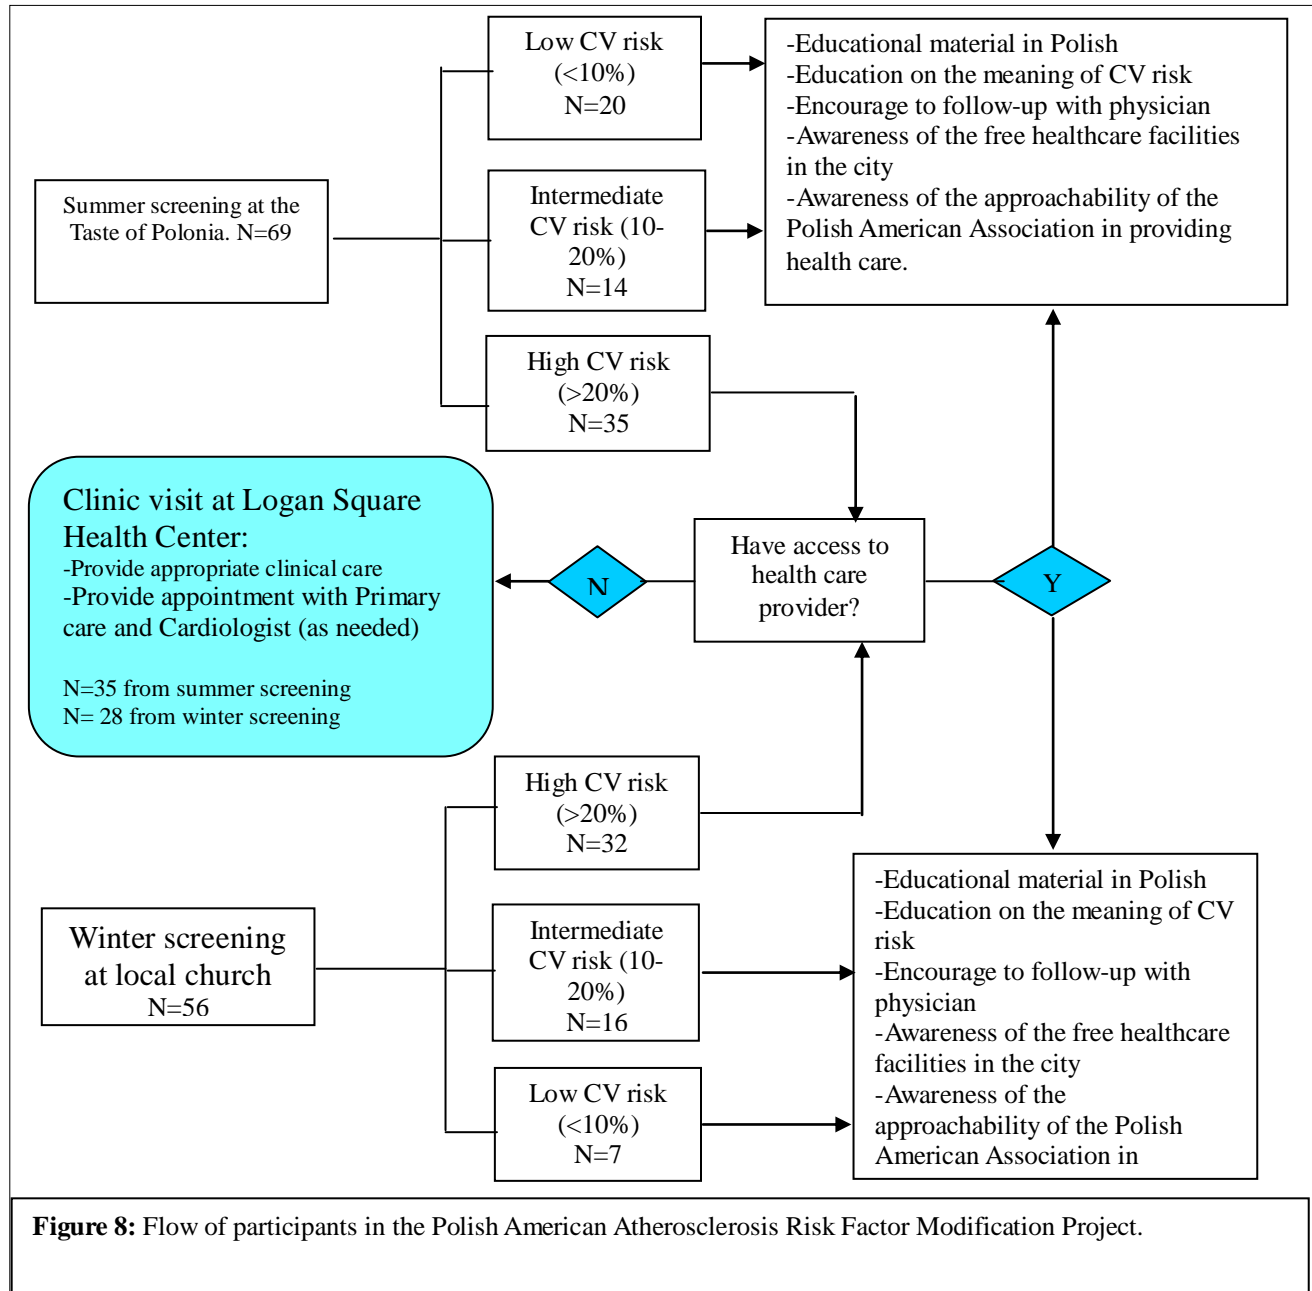 Low CV risk
(<10%)
N=20
-Educational material in Polish
-Education on the meaning of CV risk
-Encourage to follow-up with physician
-Awareness of the free healthcare facilities
in the city
-Awareness of the approachability of the
Polish American Association in providing
health care.
Summer screening at the
Taste of Polonia. N=69
Intermediate
CV risk (10-
20%)
N=14
High CV risk
(>20%)
N=35
Clinic visit at Logan Square
Health Center:
-Provide appropriate clinical care
-Provide appointment with Primary
care and Cardiologist (as needed)
N=35 from summer screening
N= 28 from winter screening
N
Have access to
health care
provider?
Y
High CV risk
(>20%)
N=32
Winter screening
at local church
N=56
Intermediate
CV risk (10-
20%)
N=16
Low CV risk
(<10%)
N=7
-Educational material in Polish
-Education on the meaning of CV
risk
-Encourage to follow-up with
physician
-Awareness of the free healthcare
facilities in the city
-Awareness of the
approachability of the Polish
American Association in
Figure 8: Flow of participants in the Polish American Atherosclerosis Risk Factor Modification Project.